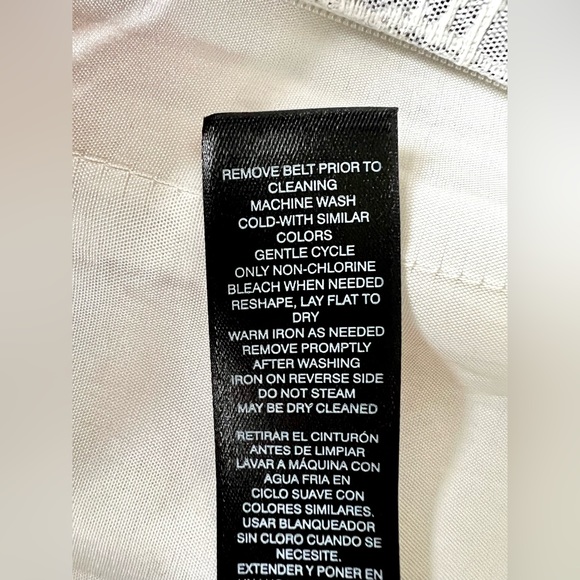 REMOVE BELT PRIOR TO
CLEANING
MACHINE WASH
COLD-WITH SIMILAR
COLORS
GENTLE CYCLE
ONLY NON-CHLORINE
BLEACH WHEN NEEDED
RESHAPE, LAY FLAT TO
DRY
WARM IRON AS NEEDED
REMOVE PROMPTLY
AFTER WASHING
IRON ON REVERSE SIDE
DO NOT STEAM
MAY BE DRY CLEANED
RETIRAR EL CINTURÓN
ANTES DE LIMPIAR
LAVAR A MÁQUINA CON
AGUA FRIA EN
CICLO SUAVE CON
COLORES SIMILARES.
USAR BLANQUEADOR
SIN CLORO CUANDO SE
NECESITE.
EXTENDER Y PONER EN